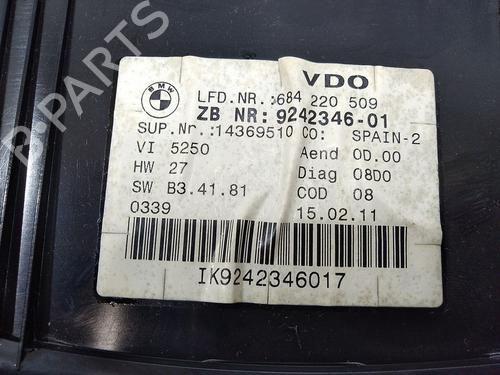 BMW
VDO
LFD.NR.:684 220 509
ZB NR: 9242346-01
SUP.Nr.:14369510 CO: SPAIN-2
VI 5250 Aend 0D.00
HW 27 Diag 08D0
SW B3.41.81 COD 08
0339 15.02.11
IK9242346017